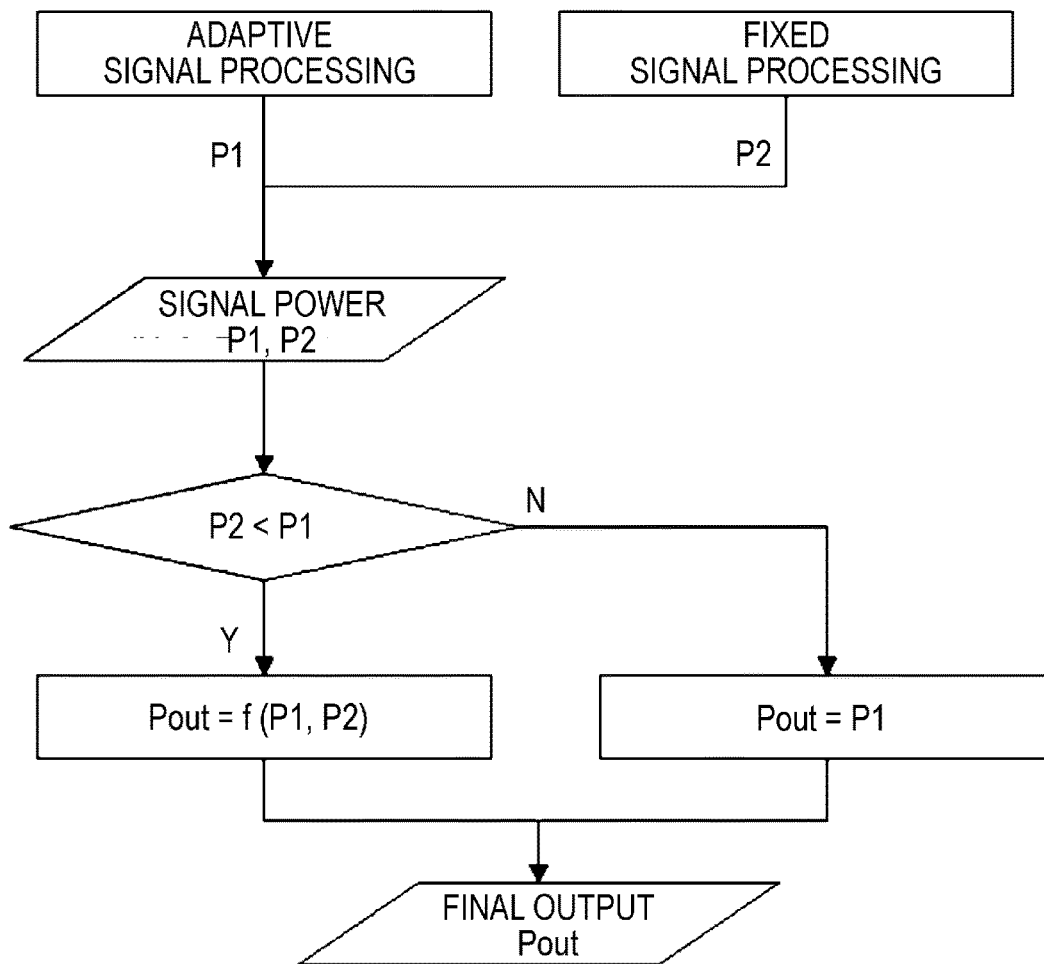 ADAPTIVE
SIGNAL PROCESSING
FIXED
SIGNAL PROCESSING
P1
P2
SIGNAL POWER
P1, P2
P2 < P1
N
Y
Pout = f (P1, P2)
Pout = P1
FINAL OUTPUT
Pout